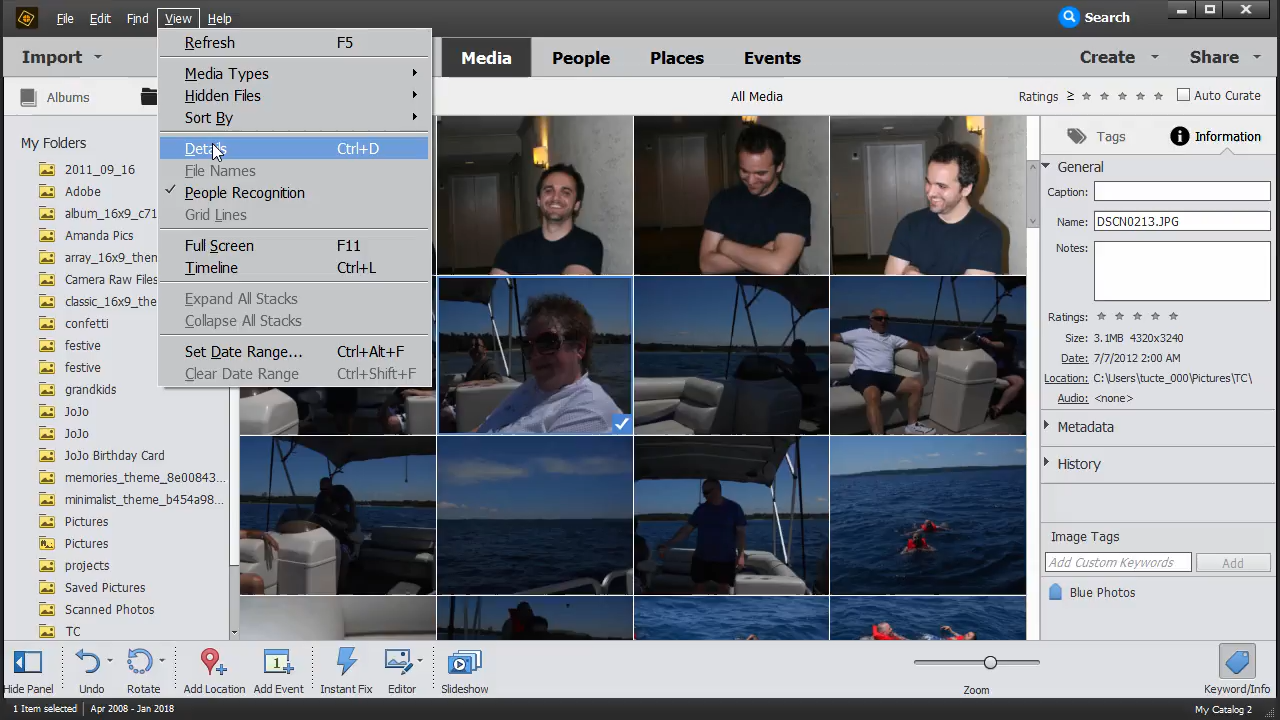 File Edit Find View Help
Search
Import
Media People Places Events
Create Share
Albums
All Media
Ratings ≥
Auto Curate
Refresh F5
Media Types
Hidden Files
Sort By
Details Ctrl+D
File Names
People Recognition
Grid Lines
Full Screen F11
Timeline Ctrl+L
Expand All Stacks
Collapse All Stacks
Set Date Range... Ctrl+Alt+F
Clear Date Range Ctrl+Shift+F
My Folders
2011_09_16
Adobe
album_16x9_c71
Amanda Pics
array_16x9_the
Camera Raw Files
classic_16x9_the
confetti
festive
festive
grandkids
JoJo
JoJo
JoJo Birthday Card
memories_theme_8e00843...
minimalist_theme_b454a98...
Pictures
Pictures
projects
Saved Pictures
Scanned Photos
TC
Tags
Information
General
Caption:
Name: DSCN0213.JPG
Notes:
Ratings:
Size: 3.1MB 4320x3240
Date: 7/7/2012 2:00 AM
Location: C:\Users\tucte_000\Pictures\TC\
Audio: <none>
Metadata
History
Image Tags
Add Custom Keywords Add
Blue Photos
Hide Panel Undo Rotate Add Location Add Event Instant Fix Editor Slideshow Zoom Keyword/Info
1 Item selected Apr 2008 - Jan 2018 My Catalog 2